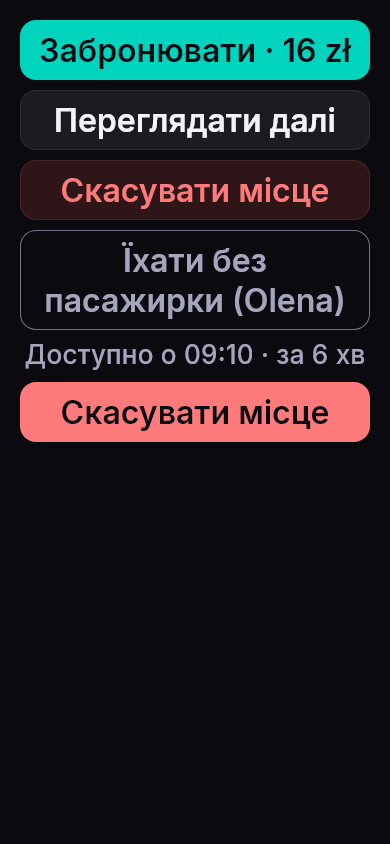 Забронювати · 16 zł
Переглядати далі
Скасувати місце
Їхати без
пасажирки (Olena)
Доступно о 09:10 · за 6 хв
Скасувати місце